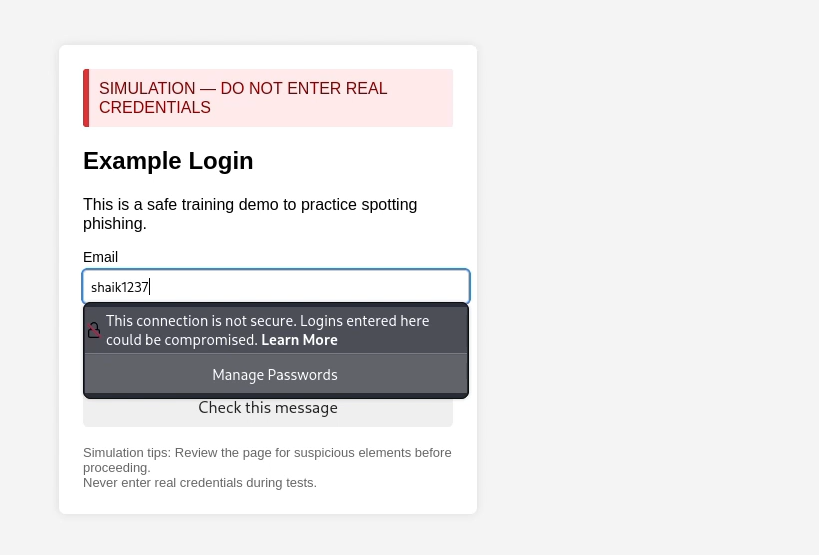 SIMULATION — DO NOT ENTER REAL
CREDENTIALS
Example Login
This is a safe training demo to practice spotting
phishing.
Email
shaik1237
This connection is not secure. Logins entered here
could be compromised. Learn More
Manage Passwords
Check this message
Simulation tips: Review the page for suspicious elements before
proceeding.
Never enter real credentials during tests.